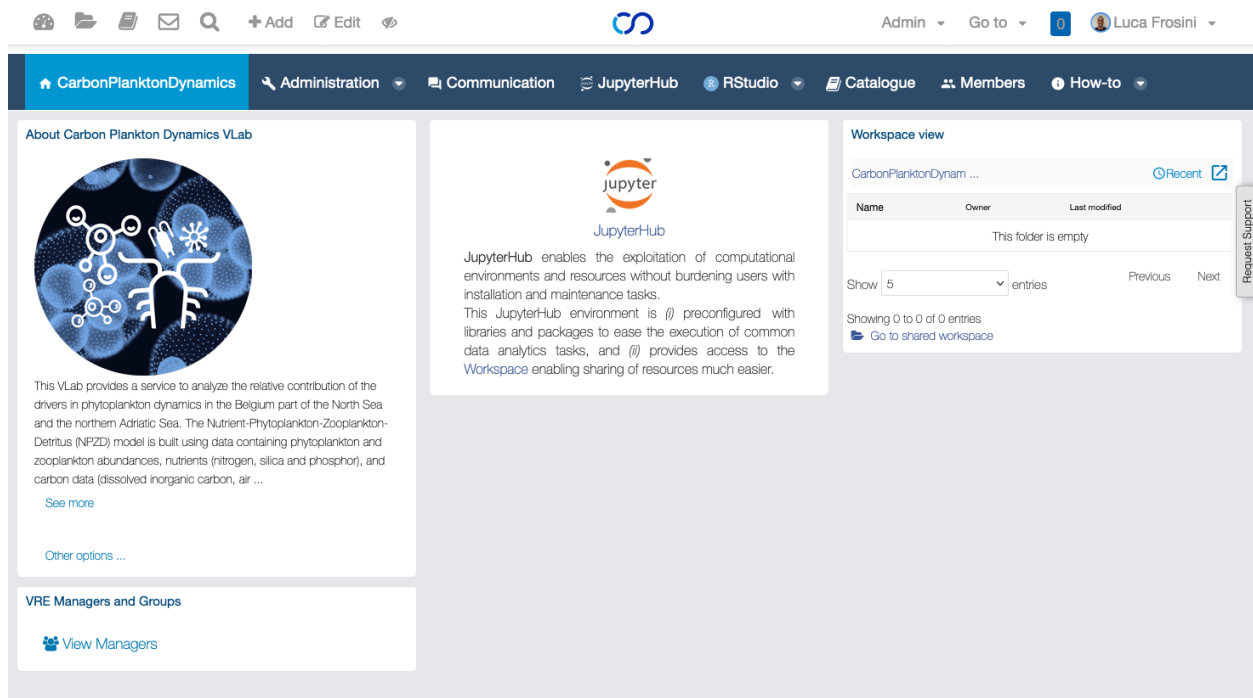 Add Edit Admin Go to 0 Luca Frosini
CarbonPlanktonDynamics Administration Communication JupyterHub R RStudio Catalogue Members How-to
About Carbon Plankton Dynamics VLab
This VLab provides a service to analyze the relative contribution of the
drivers in phytoplankton dynamics in the Belgium part of the North Sea
and the northern Adriatic Sea. The Nutrient-Phytoplankton-Zooplankton-
Detritus (NPZD) model is built using data containing phytoplankton and
zooplankton abundances, nutrients (nitrogen, silica and phosphor), and
carbon data (dissolved inorganic carbon, air ...
See more
Other options ...
VRE Managers and Groups
View Managers
jupyter
JupyterHub
JupyterHub enables the exploitation of computational
environments and resources without burdening users with
installation and maintenance tasks.
This JupyterHub environment is (i) preconfigured with
libraries and packages to ease the execution of common
data analytics tasks, and (ii) provides access to the
Workspace enabling sharing of resources much easier.
Workspace view
CarbonPlanktonDynam ... Recent
Name Owner Last modified
This folder is empty
Show 5 entries Previous Next
Showing 0 to 0 of 0 entries
Go to shared workspace
Request Support